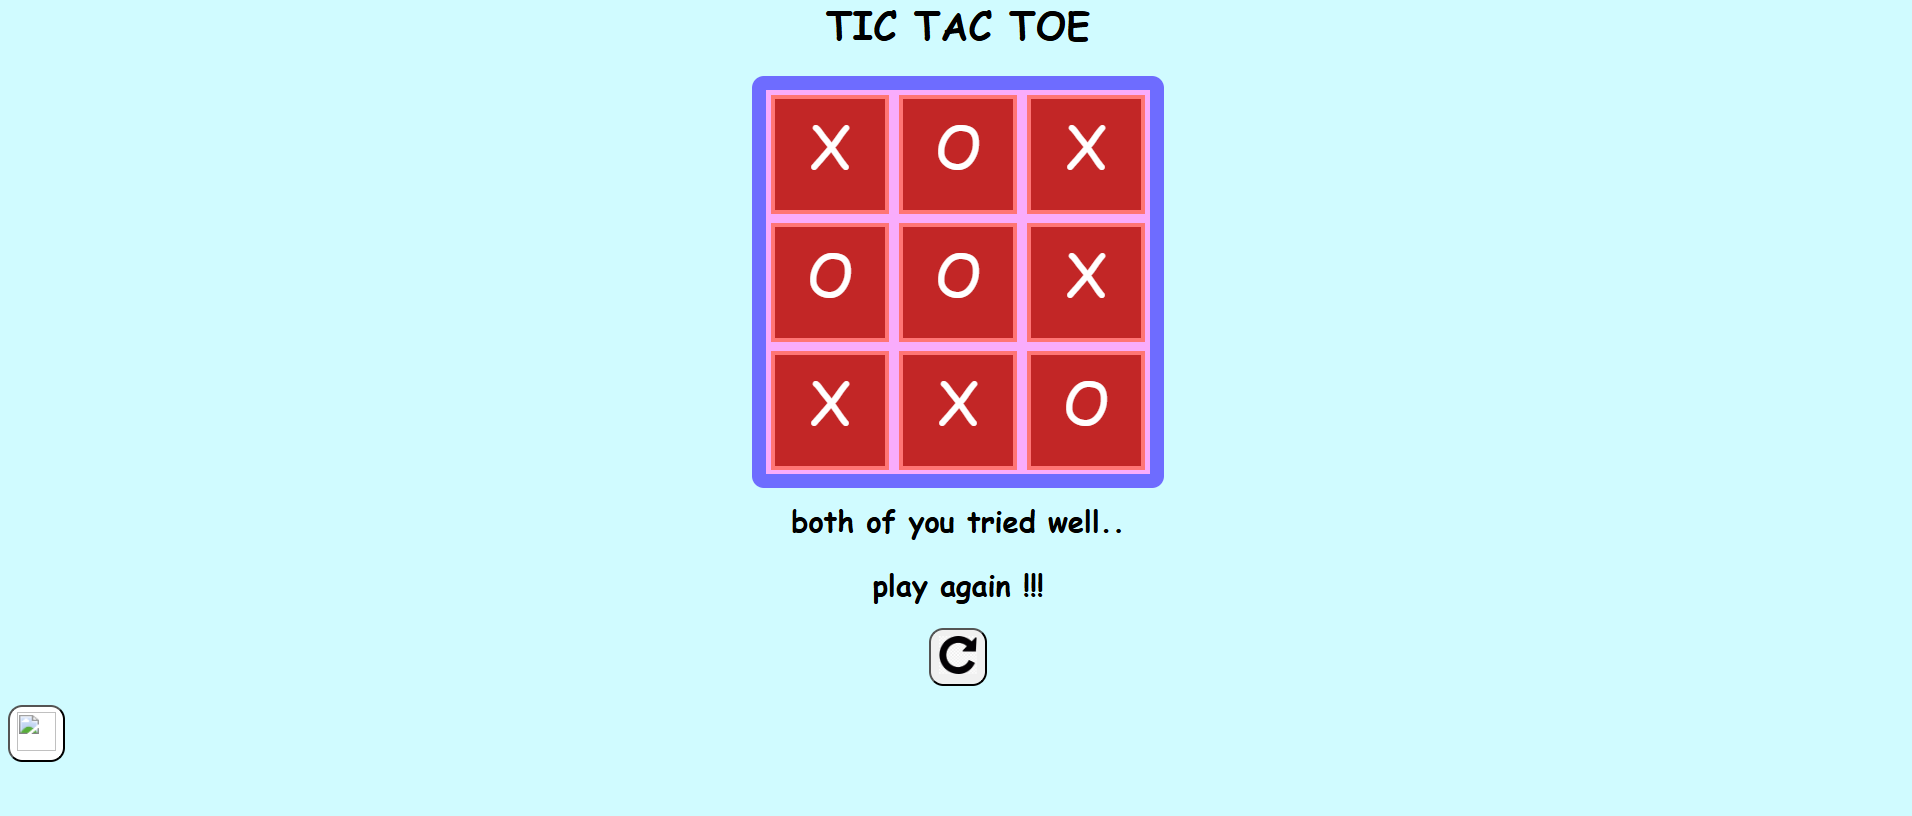 TIC TAC TOE
X O X
O O X
X X O
both of you tried well..
play again !!!